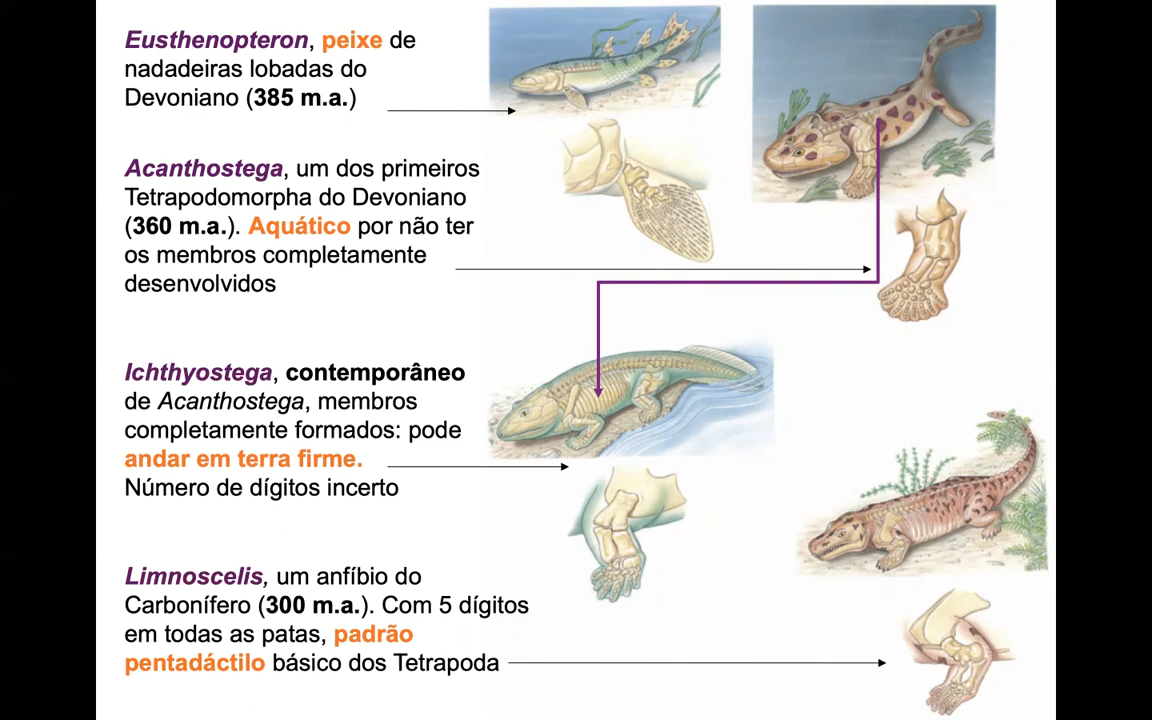 Eusthenopteron, peixe de
nadadeiras lobadas do
Devoniano (385 m.a.)
Acanthostega, um dos primeiros
Tetrapodomorpha do Devoniano
(360 m.a.). Aquático por não ter
os membros completamente
desenvolvidos
Ichthyostega, contemporâneo
de Acanthostega, membros
completamente formados: pode
andar em terra firme.
Número de dígitos incerto
Limnoscelis, um anfíbio do
Carbonífero (300 m.a.). Com 5 dígitos
em todas as patas, padrão
pentadáctilo básico dos Tetrapoda